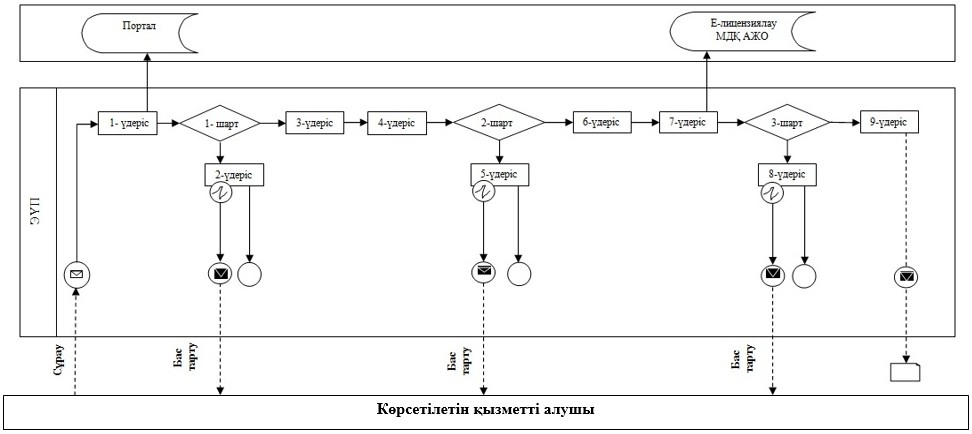 Портал
Е-лицензиялау
МДҚ АЖО
1- үдеріс
1- шарт
3-үдеріс
4-үдеріс
2-шарт
6-үдеріс
7-үдеріс
3-шарт
9-үдеріс
2-үдеріс
5-үдеріс
8-үдеріс
ЭҮП
Сұрау
Бас
тарту
Бас
тарту
Бас
тарту
Көрсетілетін қызметті алушы